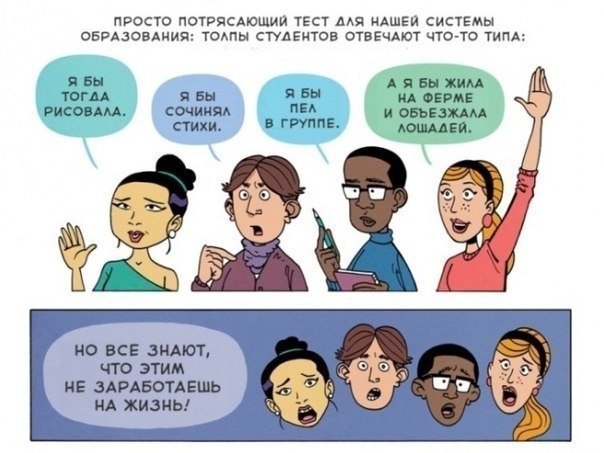 ПРОСТО ПОТРЯСАЮЩИЙ ТЕСТ ДЛЯ НАШЕЙ СИСТЕМЫ
ОБРАЗОВАНИЯ: ТОЛПЫ СТУДЕНТОВ ОТВЕЧАЮТ ЧТО-ТО ТИПА:
Я БЫ
ТОГДА
РИСОВАЛА.
Я БЫ
СОЧИНЯЛ
СТИХИ.
Я БЫ
ПЕЛ
В ГРУППЕ.
А Я БЫ ЖИЛА
НА ФЕРМЕ
И ОБЪЕЗЖАЛА
ЛОШАДЕЙ.
НО ВСЕ ЗНАЮТ,
ЧТО ЭТИМ
НЕ ЗАРАБОТАЕШЬ
НА ЖИЗНЬ!